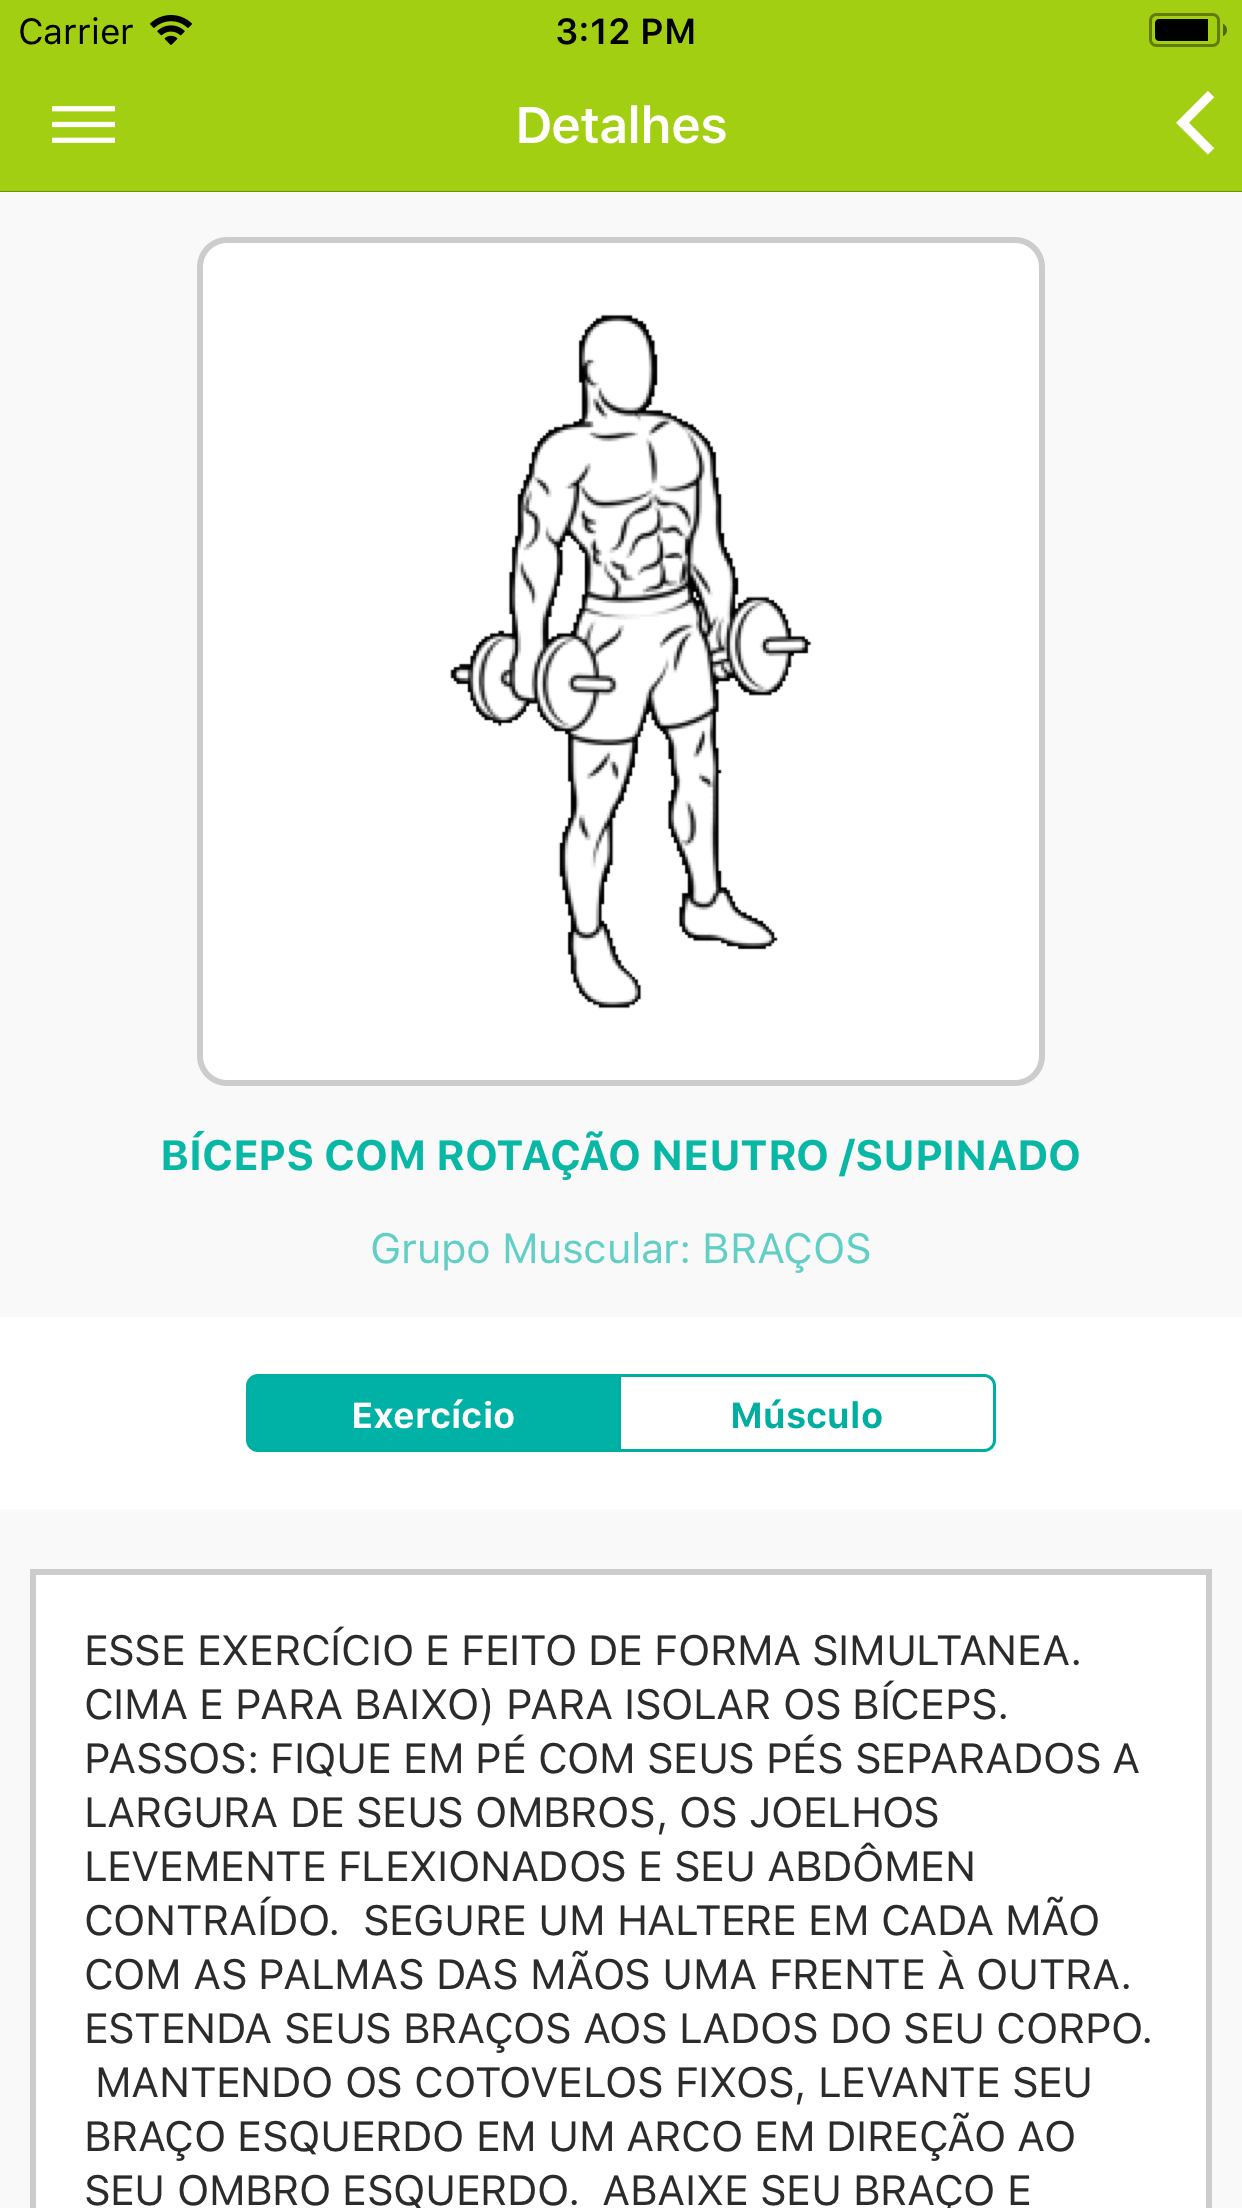 Carrier
3:12 PM
Detalhes
BÍCEPS COM ROTAÇÃO NEUTRO /SUPINADO
Grupo Muscular: BRAÇOS
Exercício
Músculo
ESSE EXERCÍCIO E FEITO DE FORMA SIMULTANEA.
CIMA E PARA BAIXO) PARA ISOLAR OS BÍCEPS.
PASSOS: FIQUE EM PÉ COM SEUS PÉS SEPARADOS A
LARGURA DE SEUS OMBROS, OS JOELHOS
LEVEMENTE FLEXIONADOS E SEU ABDÔMEN
CONTRAÍDO.  SEGURE UM HALTERE EM CADA MÃO
COM AS PALMAS DAS MÃOS UMA FRENTE À OUTRA.
ESTENDA SEUS BRAÇOS AOS LADOS DO SEU CORPO.
MANTENDO OS COTOVELOS FIXOS, LEVANTE SEU
BRAÇO ESQUERDO EM UM ARCO EM DIREÇÃO AO
SEU OMBRO ESQUERDO.  ABAIXE SEU BRAÇO E